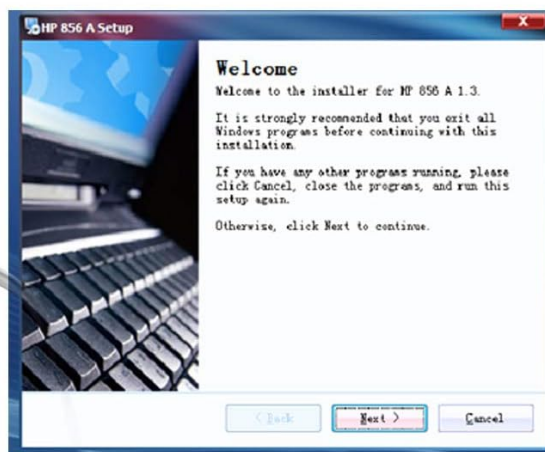 HP 856 A Setup
X
Welcome
Welcome to the installer for HP 856 A 1.3.
It is strongly recommended that you exit all
Windows programs before continuing with this
installation.
If you have any other programs running, please
click Cancel, close the programs, and run this
setup again.
Otherwise, click Next to continue.
< Back
Next >
Cancel